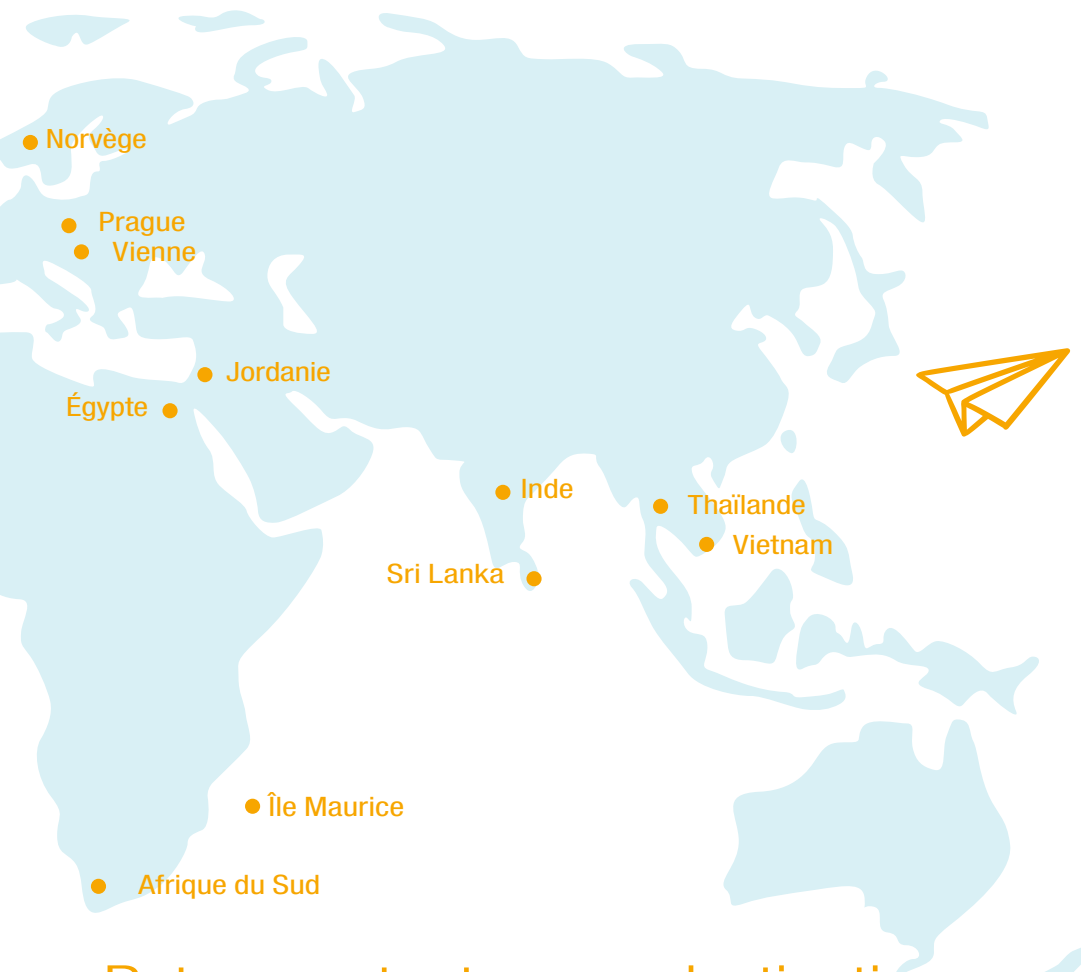 Norvège
Prague
Vienne
Jordanie
Égypte
Inde
Thaïlande
Vietnam
Sri Lanka
Île Maurice
Afrique du Sud